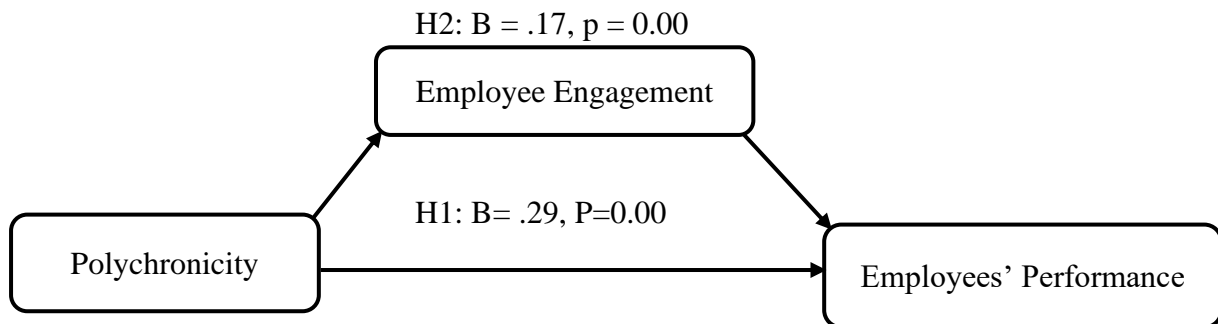 H2: B = .17, p = 0.00
Employee Engagement
H1: B= .29, P=0.00
Polychronicity
Employees’ Performance